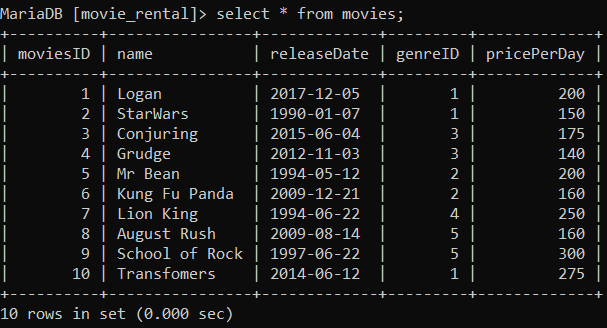 MariaDB [movie_rental]> select * from movies;
+----------+----------------+-------------+---------+-------------+
| moviesID | name           | releaseDate | genreID | pricePerDay |
+----------+----------------+-------------+---------+-------------+
|        1 | Logan          | 2017-12-05  |       1 |         200 |
|        2 | StarWars       | 1990-01-07  |       1 |         150 |
|        3 | Conjuring      | 2015-06-04  |       3 |         175 |
|        4 | Grudge         | 2012-11-03  |       3 |         140 |
|        5 | Mr Bean        | 1994-05-12  |       2 |         200 |
|        6 | Kung Fu Panda  | 2009-12-21  |       2 |         160 |
|        7 | Lion King      | 1994-06-22  |       4 |         250 |
|        8 | August Rush    | 2009-08-14  |       5 |         160 |
|        9 | School of Rock | 1997-06-22  |       5 |         300 |
|       10 | Transfomers    | 2014-06-12  |       1 |         275 |
+----------+----------------+-------------+---------+-------------+
10 rows in set (0.000 sec)